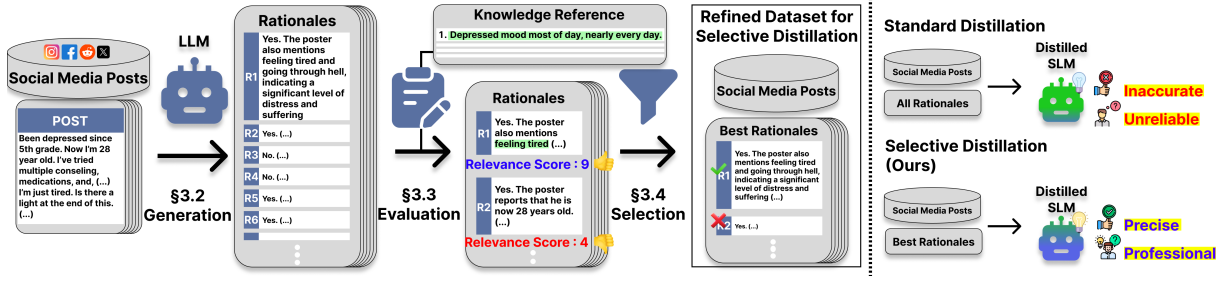 Social Media Posts
POST
Been depressed since
5th grade. Now I'm 28
year old. I've tried
multiple conseling,
medications, and, (...)
I'm just tired. Is there a
light at the end of this.
(...)
LLM
§3.2
Generation
Rationales
R1
Yes. The poster
also mentions
feeling tired and
going through hell,
indicating a
significant level of
distress and
suffering
R2 Yes. (...)
R3 No. (...)
R4 No. (...)
R5 Yes. (...)
R6 Yes. (...)
Knowledge Reference
1. Depressed mood most of day, nearly every day.
§3.3
Evaluation
Rationales
R1
Yes. The poster
also mentions
feeling tired (...)
Relevance Score : 9
R2
Yes. The poster
reports that he is
now 28 years old.
(...)
Relevance Score : 4
§3.4
Selection
Refined Dataset for
Selective Distillation
Social Media Posts
Best Rationales
R1
Yes. The poster also
mentions feeling tired
and going through hell,
indicating a significant
level of distress and
suffering (...)
R2 Yes. (...)
Standard Distillation
Social Media Posts
All Rationales
Distilled
SLM
Inaccurate
Unreliable
Selective Distillation
(Ours)
Social Media Posts
Best Rationales
Distilled
SLM
Precise
Professional